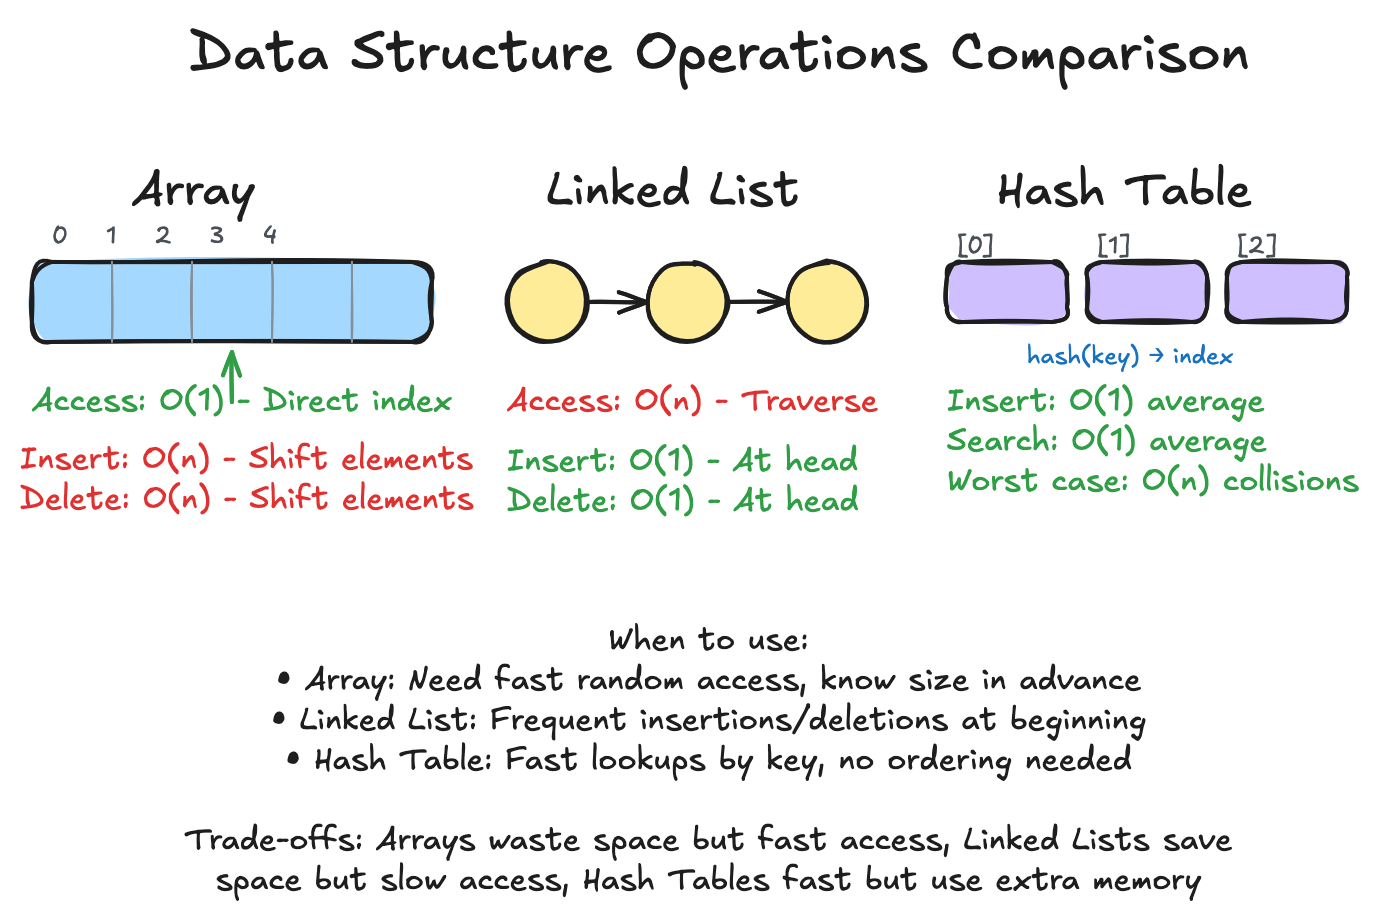 Data Structure Operations Comparison
Array
0 1 2 3 4
Access: O(1) - Direct index
Insert: O(n) - Shift elements
Delete: O(n) - Shift elements
Linked List
Access: O(n) - Traverse
Insert: O(1) - At head
Delete: O(1) - At head
Hash Table
[0] [1] [2]
hash(key) → index
Insert: O(1) average
Search: O(1) average
Worst case: O(n) collisions
When to use:
• Array: Need fast random access, know size in advance
• Linked List: Frequent insertions/deletions at beginning
• Hash Table: Fast lookups by key, no ordering needed
Trade-offs: Arrays waste space but fast access, Linked Lists save
space but slow access, Hash Tables fast but use extra memory